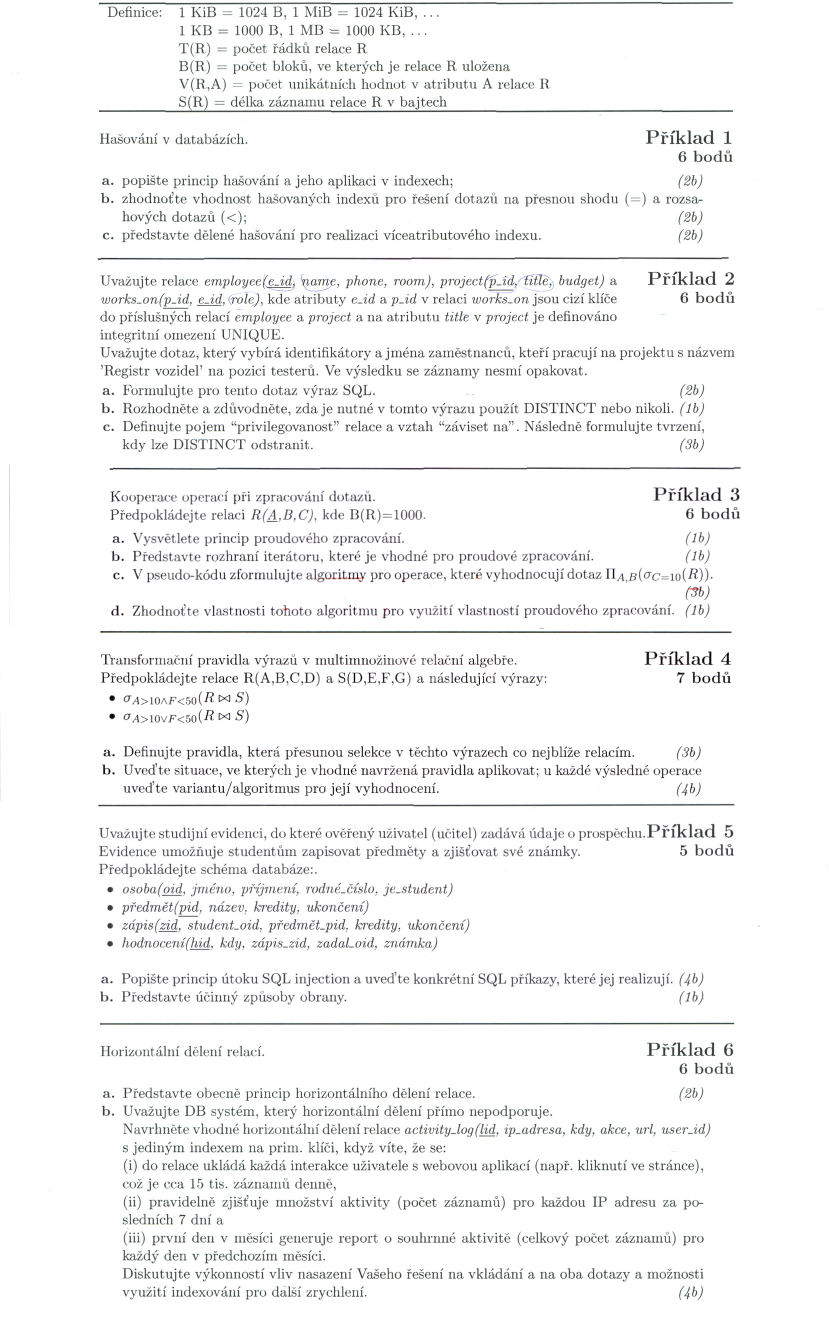 Definice: 1 KiB = 1024 B, 1 MiB = 1024 KiB, ...
1 KB = 1000 B, 1 MB = 1000 KB, ...
T(R) = počet řádků relace R
B(R) = počet bloků, ve kterých je relace R uložena
V(R,A) = počet unikátních hodnot v atributu A relace R
S(R) = délka záznamu relace R v bajtech
Hašování v databázích. Příklad 1
6 bodů
a. popište princip hašování a jeho aplikaci v indexech; (2b)
b. zhodnoťte vhodnost hašovaných indexů pro řešení dotazů na přesnou shodu (=) a rozsa-
hových dotazů (<); (2b)
c. představte dělené hašování pro realizaci víceatributového indexu. (2b)
Uvažujte relace employee(e_id, name, phone, room), project(p_id, title, budget) a Příklad 2
works_on(p_id, e_id, role), kde atributy e_id a p_id v relaci works_on jsou cizí klíče 6 bodů
do příslušných relací employee a project a na atributu title v project je definováno
integritní omezení UNIQUE.
Uvažujte dotaz, který vybírá identifikátory a jména zaměstnanců, kteří pracují na projektu s názvem
'Registr vozidel' na pozici testerů. Ve výsledku se záznamy nesmí opakovat.
a. Formulujte pro tento dotaz výraz SQL. (2b)
b. Rozhodněte a zdůvodněte, zda je nutné v tomto výrazu použít DISTINCT nebo nikoli. (1b)
c. Definujte pojem “privilegovanost” relace a vztah “záviset na”. Následně formulujte tvrzení,
kdy lze DISTINCT odstranit. (3b)
Kooperace operací při zpracování dotazů. Příklad 3
Předpokládejte relaci R(A,B,C), kde B(R)=1000. 6 bodů
a. Vysvětlete princip proudového zpracování. (1b)
b. Představte rozhraní iterátoru, které je vhodné pro proudové zpracování. (1b)
c. V pseudo-kódu zformulujte algoritmy pro operace, které vyhodnocují dotaz Π_{A,B}(σ_{C=10}(R)).
(3b)
d. Zhodnoťte vlastnosti tohoto algoritmu pro využití vlastností proudového zpracování. (1b)
Transformační pravidla výrazů v multimnožinové relační algebře. Příklad 4
Předpokládejte relace R(A,B,C,D) a S(D,E,F,G) a následující výrazy: 7 bodů
• σ_{A>10∧F<50}(R ⋈ S)
• σ_{A>10∨F<50}(R ⋈ S)
a. Definujte pravidla, která přesunou selekce v těchto výrazech co nejblíže relacím. (3b)
b. Uveďte situace, ve kterých je vhodné navržená pravidla aplikovat; u každé výsledné operace
uveďte variantu/algoritmus pro její vyhodnocení. (4b)
Uvažujte studijní evidenci, do které ověřený uživatel (učitel) zadává údaje o prospěchu. Příklad 5
Evidence umožňuje studentům zapisovat předměty a zjišťovat své známky. 5 bodů
Předpokládejte schéma databáze:.
• osoba(oid, jméno, příjmení, rodné_číslo, je_student)
• předmět(pid, název, kredity, ukončení)
• zápis(zid, student_oid, předmět_pid, kredity, ukončení)
• hodnocení(hid, kdy, zápis_zid, zadal_oid, známka)
a. Popište princip útoku SQL injection a uveďte konkrétní SQL příkazy, které jej realizují. (4b)
b. Představte účinný způsoby obrany. (1b)
Horizontální dělení relací. Příklad 6
6 bodů
a. Představte obecně princip horizontálního dělení relace. (2b)
b. Uvažujte DB systém, který horizontální dělení přímo nepodporuje.
Navrhněte vhodné horizontální dělení relace activity_log(lid, ip_adresa, kdy, akce, url, user_id)
s jediným indexem na prim. klíči, když víte, že se:
(i) do relace ukládá každá interakce uživatele s webovou aplikací (např. kliknutí ve stránce),
což je cca 15 tis. záznamů denně,
(ii) pravidelně zjišťuje množství aktivity (počet záznamů) pro každou IP adresu za po-
sledních 7 dní a
(iii) první den v měsíci generuje report o souhrnné aktivitě (celkový počet záznamů) pro
každý den v předchozím měsíci.
Diskutujte výkonností vliv nasazení Vašeho řešení na vkládání a na oba dotazy a možnosti
využití indexování pro další zrychlení. (4b)